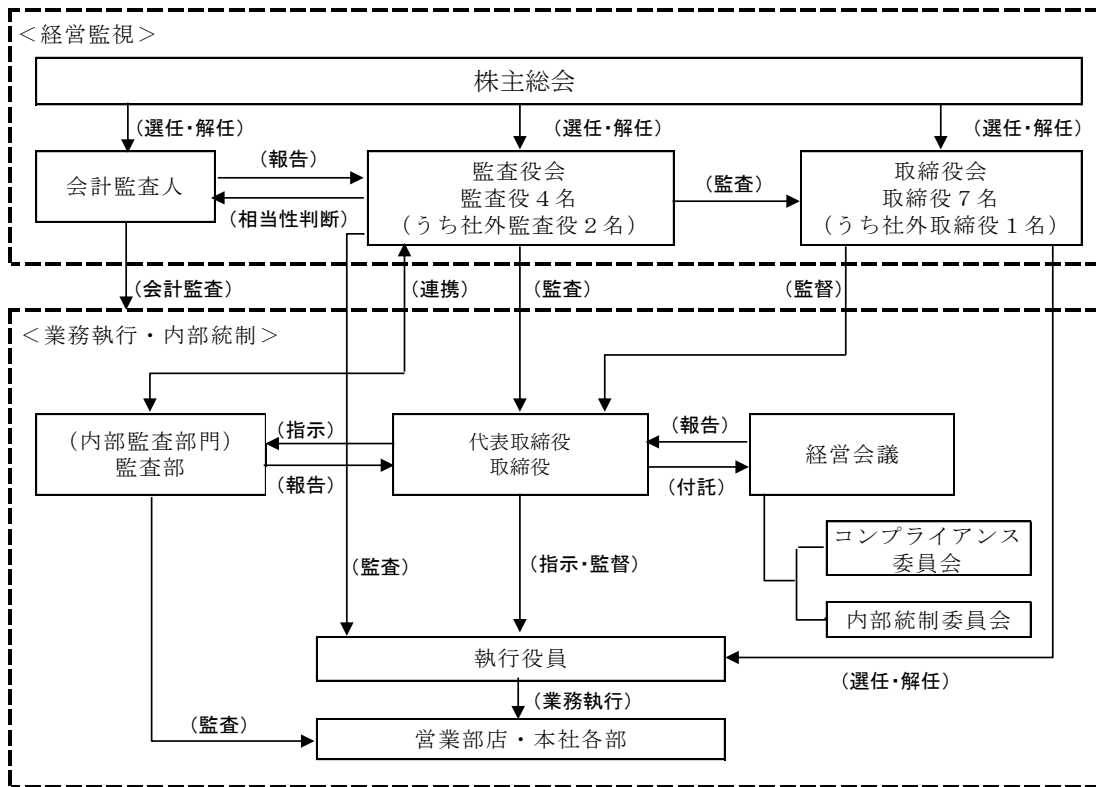 ＜経営監視＞
株主総会
（選任・解任）
（選任・解任）
（選任・解任）
会計監査人
（報告）
（相当性判断）
監査役会
監査役４名
（うち社外監査役２名）
（監査）
取締役会
取締役７名
（うち社外取締役１名）
（会計監査）
（連携）
（監査）
（監督）
＜業務執行・内部統制＞
（内部監査部門）
監査部
（指示）
（報告）
代表取締役
取締役
（報告）
（付託）
経営会議
コンプライアンス
委員会
内部統制委員会
（監査）
（指示・監督）
執行役員
（選任・解任）
（業務執行）
（監査）
営業部店・本社各部